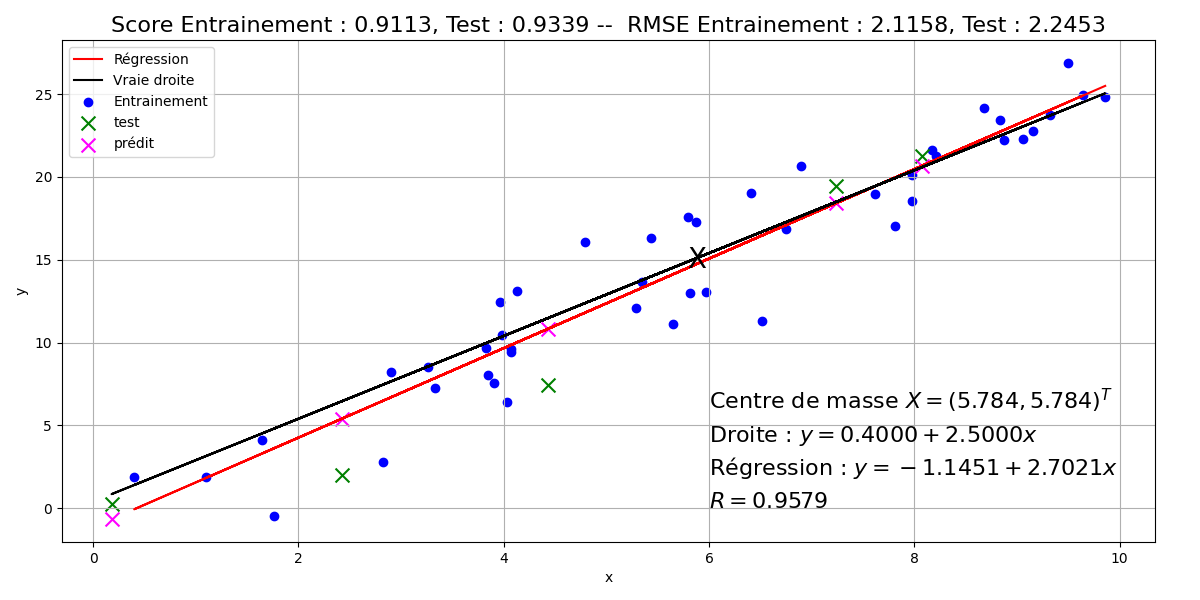 Score Entrainement : 0.9113, Test : 0.9339 --  RMSE Entrainement : 2.1158, Test : 2.2453
Régression
Vraie droite
Entrainement
test
prédit
25
20
15
10
5
0
y
X
Centre de masse X = (5.784, 5.784)^T
Droite : y = 0.4000 + 2.5000x
Régression : y = −1.1451 + 2.7021x
R = 0.9579
0 2 4 6 8 10
x